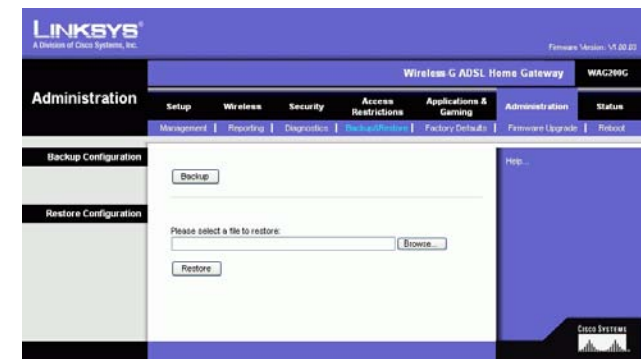 LINKSYS®
A Division of Cisco Systems, Inc.
Firmware Version: V1.00.03
Wireless-G ADSL Home Gateway
WAG200G
Administration
Setup
Wireless
Security
Access Restrictions
Applications & Gaming
Administration
Status
Management | Reporting | Diagnostics | Backup&Restore | Factory Defaults | Firmware Upgrade | Reboot
Backup Configuration
Backup
Help...
Restore Configuration
Please select a file to restore:
Browse...
Restore
CISCO SYSTEMS